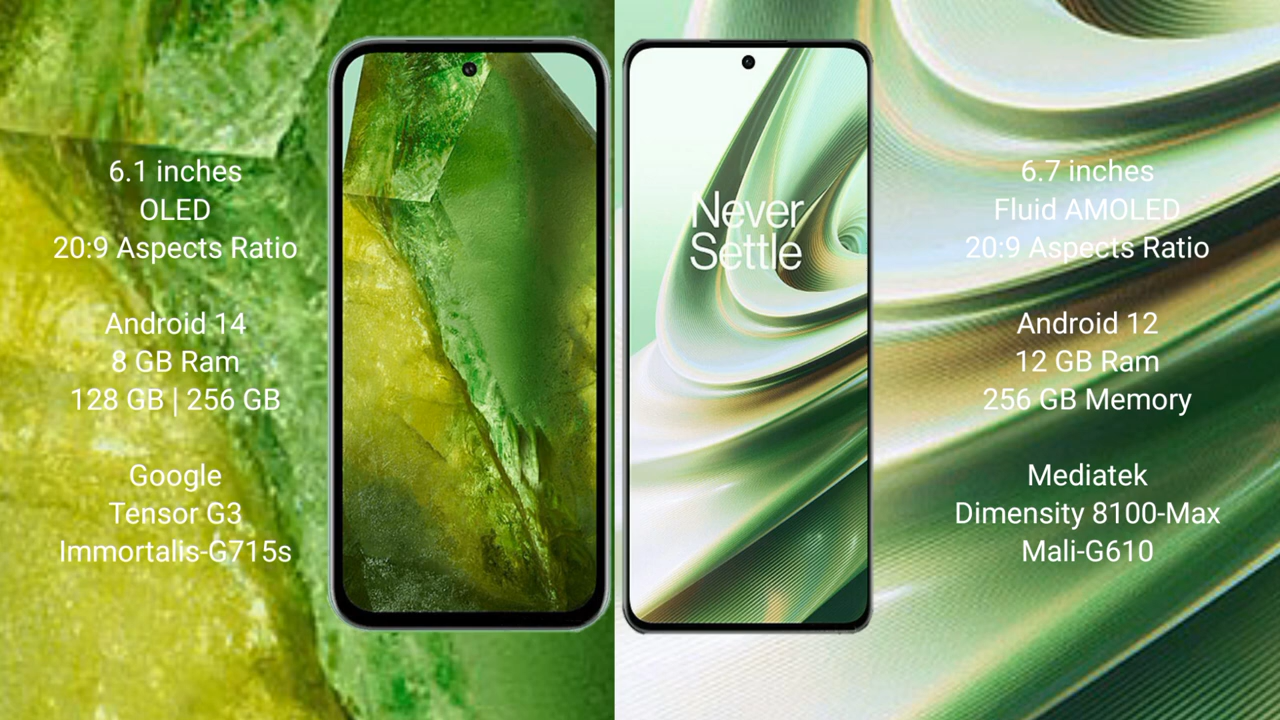 6.1 inches
OLED
20:9 Aspects Ratio
Android 14
8 GB Ram
128 GB | 256 GB
Google
Tensor G3
Immortalis-G715s
Never
Settle
6.7 inches
Fluid AMOLED
20:9 Aspects Ratio
Android 12
12 GB Ram
256 GB Memory
Mediatek
Dimensity 8100-Max
Mali-G610